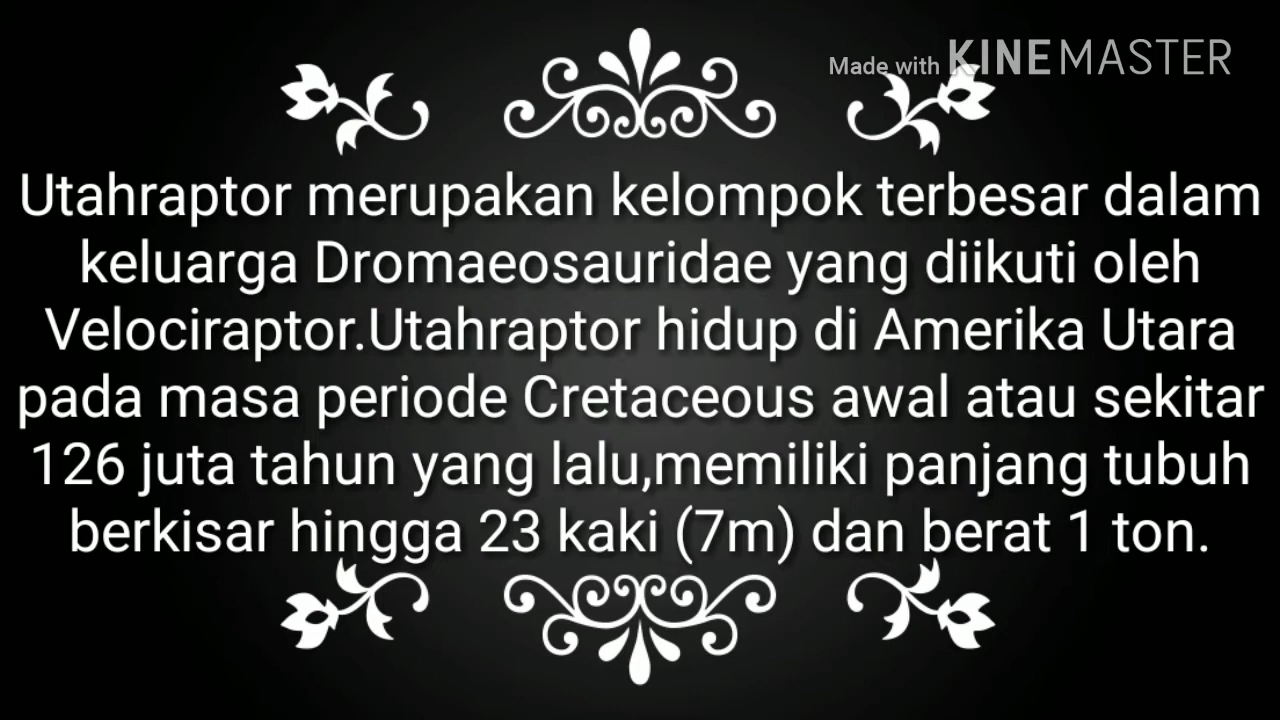 Made with KINEMASTER
Utahraptor merupakan kelompok terbesar dalam
keluarga Dromaeosauridae yang diikuti oleh
Velociraptor.Utahraptor hidup di Amerika Utara
pada masa periode Cretaceous awal atau sekitar
126 juta tahun yang lalu,memiliki panjang tubuh
berkisar hingga 23 kaki (7m) dan berat 1 ton.